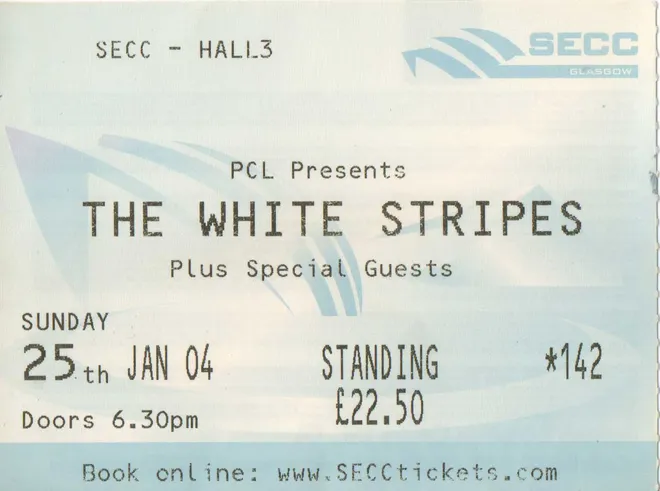 SECC - HALL3
SECC
GLASGOW
PCL Presents
THE WHITE STRIPES
Plus Special Guests
SUNDAY
25th JAN 04 STANDING *142
£22.50
Doors 6.30pm
Book online: www.SECCtickets.com